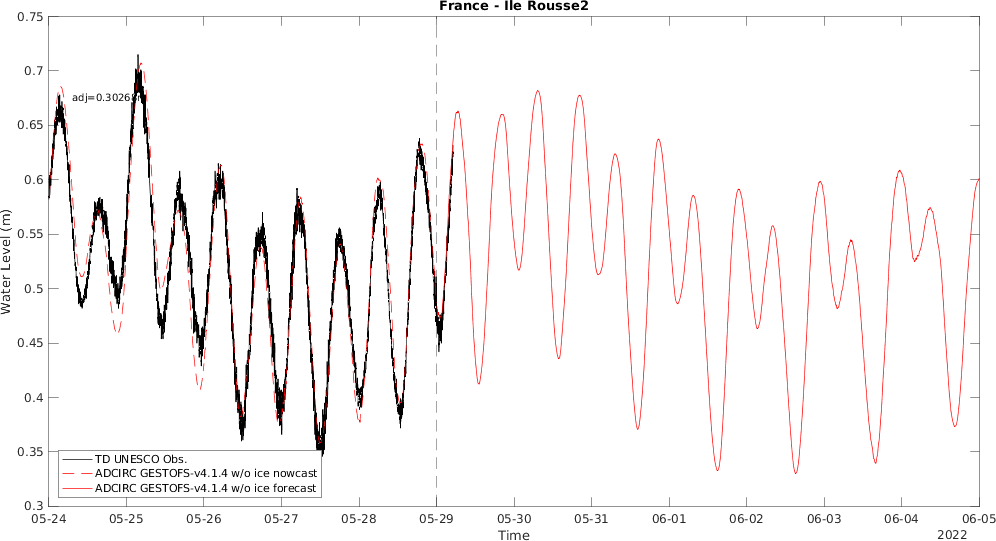 France - Ile Rousse2
0.75
0.7
0.65
0.6
0.55
0.5
0.45
0.4
0.35
0.3
Water Level (m)
adj=0.30268
TD UNESCO Obs.
ADCIRC GESTOFS-v4.1.4 w/o ice nowcast
ADCIRC GESTOFS-v4.1.4 w/o ice forecast
05-24 05-25 05-26 05-27 05-28 05-29 05-30 05-31 06-01 06-02 06-03 06-04 06-05
Time
2022